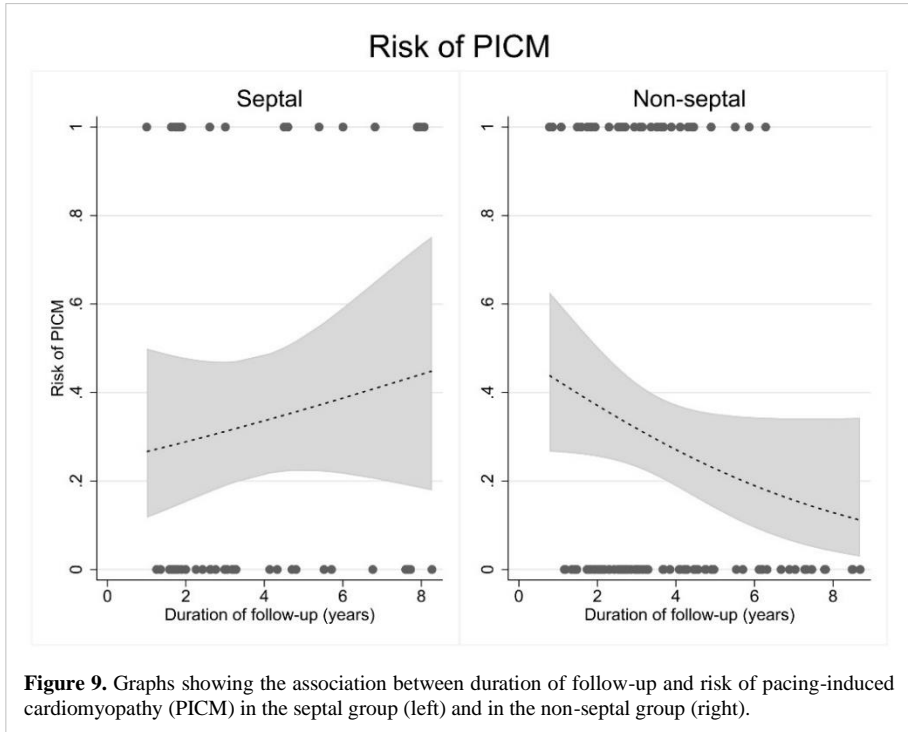 Risk of PICM
Septal
Non-septal
Risk of PICM
1
.8
.6
.4
.2
0
0 2 4 6 8
Duration of follow-up (years)
1
.8
.6
.4
.2
0
0 2 4 6 8
Duration of follow-up (years)
Figure 9. Graphs showing the association between duration of follow-up and risk of pacing-induced
cardiomyopathy (PICM) in the septal group (left) and in the non-septal group (right).